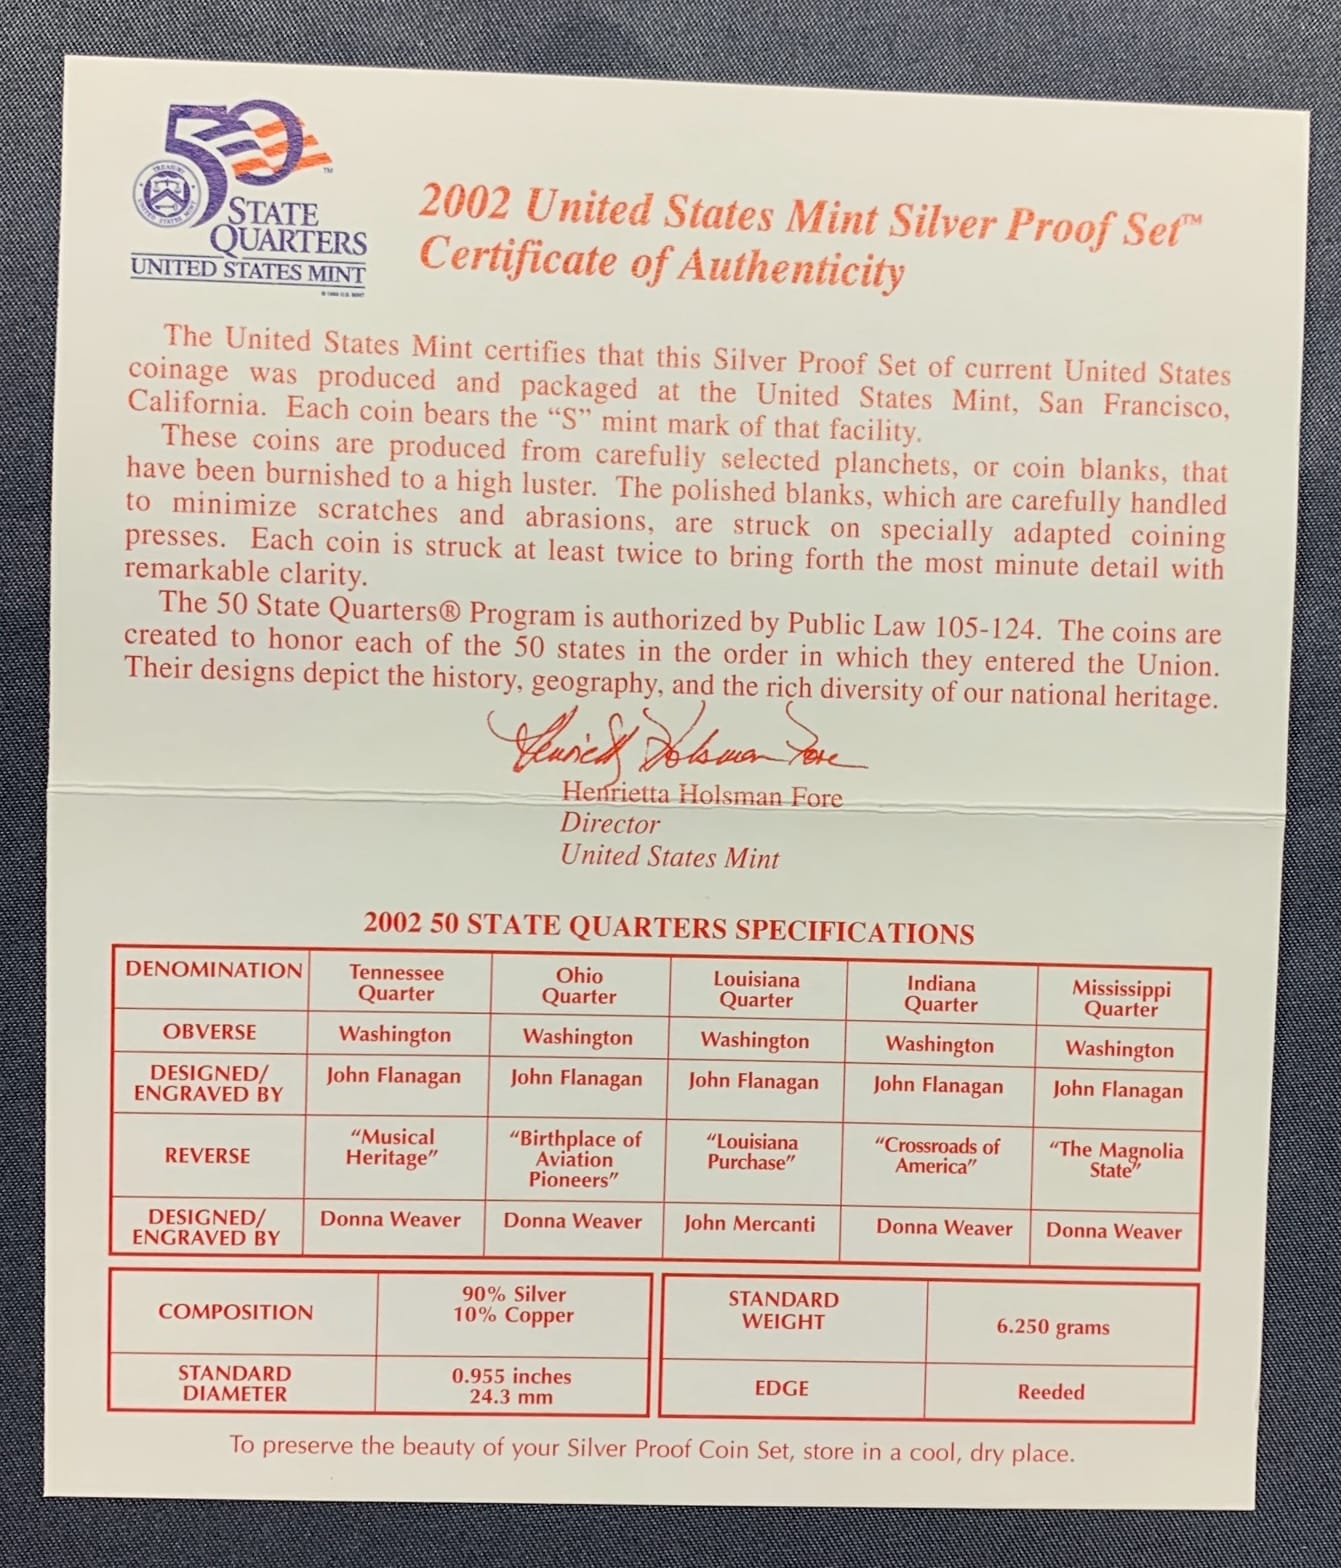 50
TREASURY
UNITED STATES MINT
STATE
QUARTERS
UNITED STATES MINT
2002 United States Mint Silver Proof Set™
Certificate of Authenticity
The United States Mint certifies that this Silver Proof Set of current United States
coinage was produced and packaged at the United States Mint, San Francisco,
California. Each coin bears the “S” mint mark of that facility.
These coins are produced from carefully selected planchets, or coin blanks, that
have been burnished to a high luster. The polished blanks, which are carefully handled
to minimize scratches and abrasions, are struck on specially adapted coining
presses. Each coin is struck at least twice to bring forth the most minute detail with
remarkable clarity.
The 50 State Quarters® Program is authorized by Public Law 105-124. The coins are
created to honor each of the 50 states in the order in which they entered the Union.
Their designs depict the history, geography, and the rich diversity of our national heritage.
Henrietta Holsman Fore
Henrietta Holsman Fore
Director
United States Mint
2002 50 STATE QUARTERS SPECIFICATIONS
DENOMINATION Tennessee Quarter Ohio Quarter Louisiana Quarter Indiana Quarter Mississippi Quarter
OBVERSE Washington Washington Washington Washington Washington
DESIGNED/ ENGRAVED BY John Flanagan John Flanagan John Flanagan John Flanagan John Flanagan
REVERSE “Musical Heritage” “Birthplace of Aviation Pioneers” “Louisiana Purchase” “Crossroads of America” “The Magnolia State”
DESIGNED/ ENGRAVED BY Donna Weaver Donna Weaver John Mercanti Donna Weaver Donna Weaver
COMPOSITION 90% Silver 10% Copper STANDARD WEIGHT 6.250 grams
STANDARD DIAMETER 0.955 inches 24.3 mm EDGE Reeded
To preserve the beauty of your Silver Proof Coin Set, store in a cool, dry place.